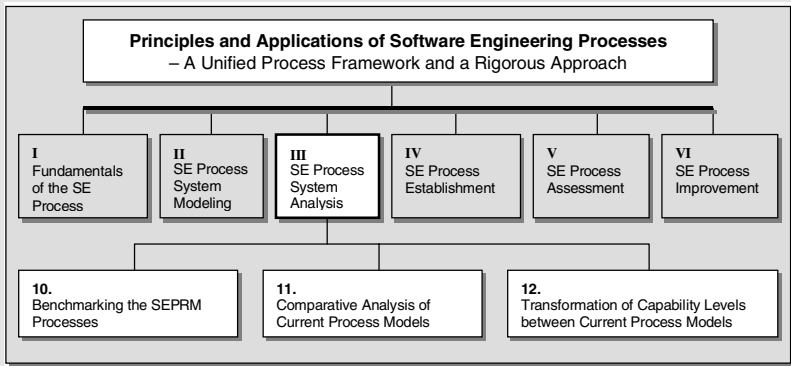 Principles and Applications of Software Engineering Processes
– A Unified Process Framework and a Rigorous Approach
I
Fundamentals
of the SE
Process
II
SE Process
System
Modeling
III
SE Process
System
Analysis
IV
SE Process
Establishment
V
SE Process
Assessment
VI
SE Process
Improvement
10.
Benchmarking the SEPRM
Processes
11.
Comparative Analysis of
Current Process Models
12.
Transformation of Capability Levels
between Current Process Models